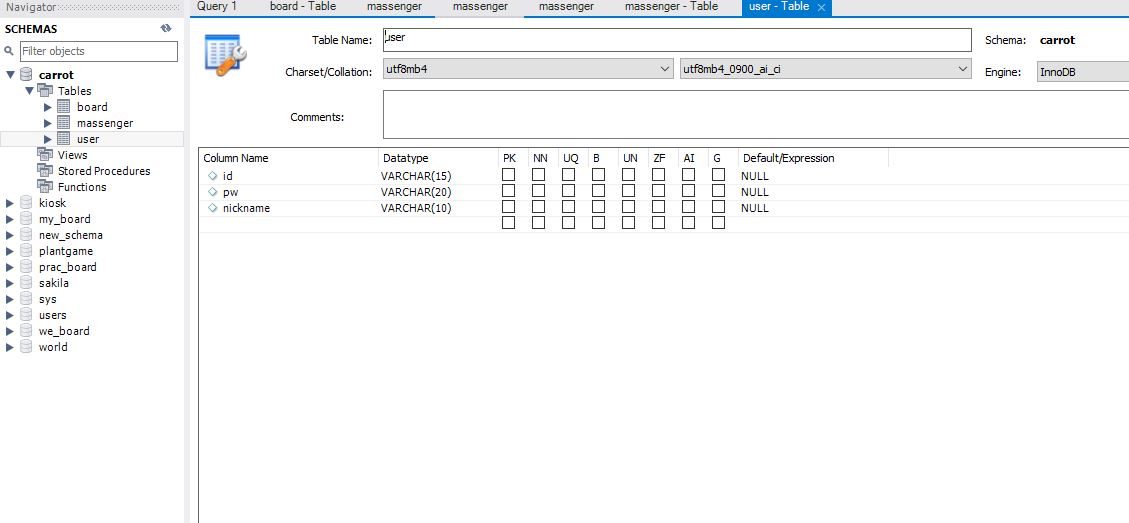 Navigator
Query 1 board - Table massenger massenger massenger massenger - Table user - Table
SCHEMAS
Filter objects
carrot
Tables
board
massenger
user
Views
Stored Procedures
Functions
kiosk
my_board
new_schema
plantgame
prac_board
sakila
sys
users
we_board
world
Table Name: user Schema: carrot
Charset/Collation: utf8mb4 utf8mb4_0900_ai_ci Engine: InnoDB
Comments:
Column Name Datatype PK NN UQ B UN ZF AI G Default/Expression
id VARCHAR(15) NULL
pw VARCHAR(20) NULL
nickname VARCHAR(10) NULL